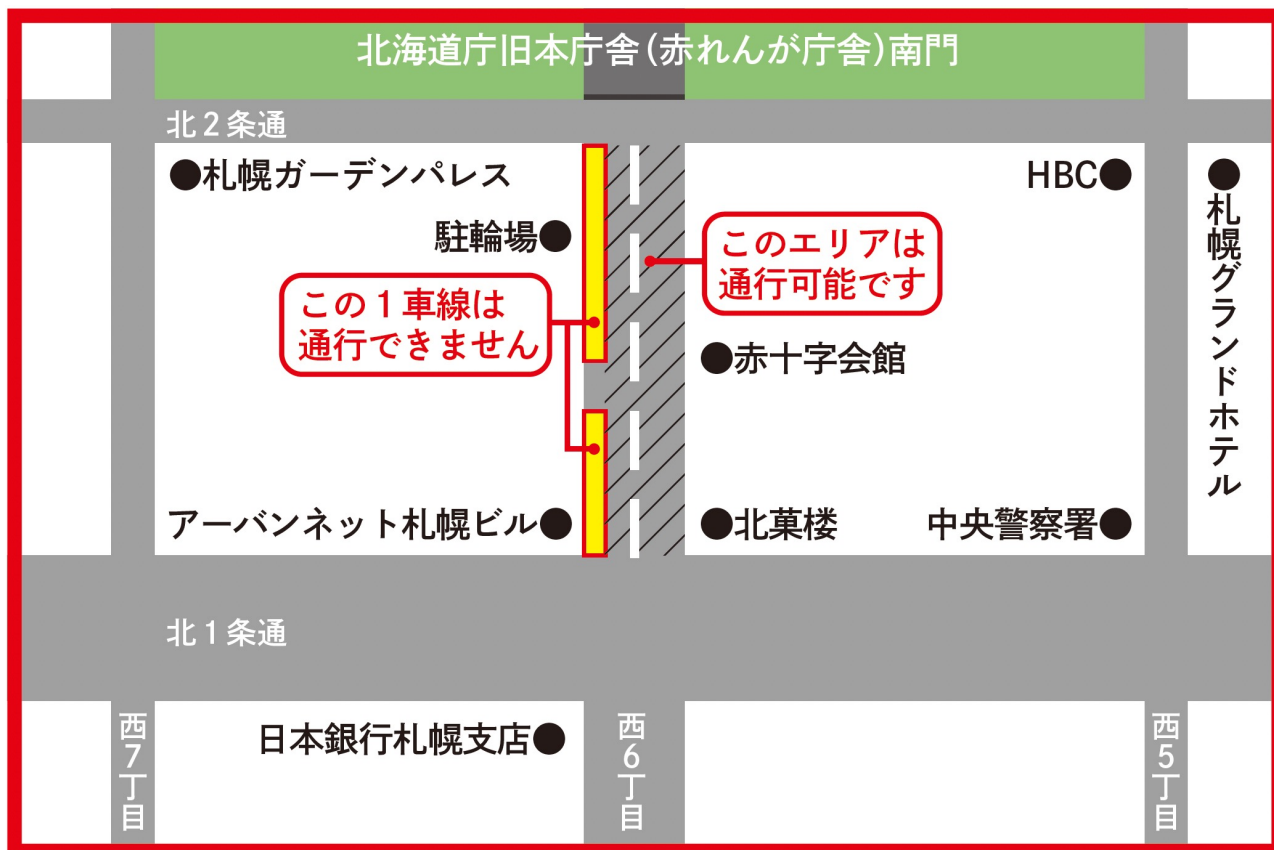 北海道庁旧本庁舎(赤れんが庁舎)南門
北2条通
●札幌ガーデンパレス
HBC●
●札幌グランドホテル
駐輪場●
このエリアは
通行可能です
この1車線は
通行できません
●赤十字会館
アーバンネット札幌ビル●
●北菓楼
中央警察署●
北1条通
西7丁目
日本銀行札幌支店●
西6丁目
西5丁目